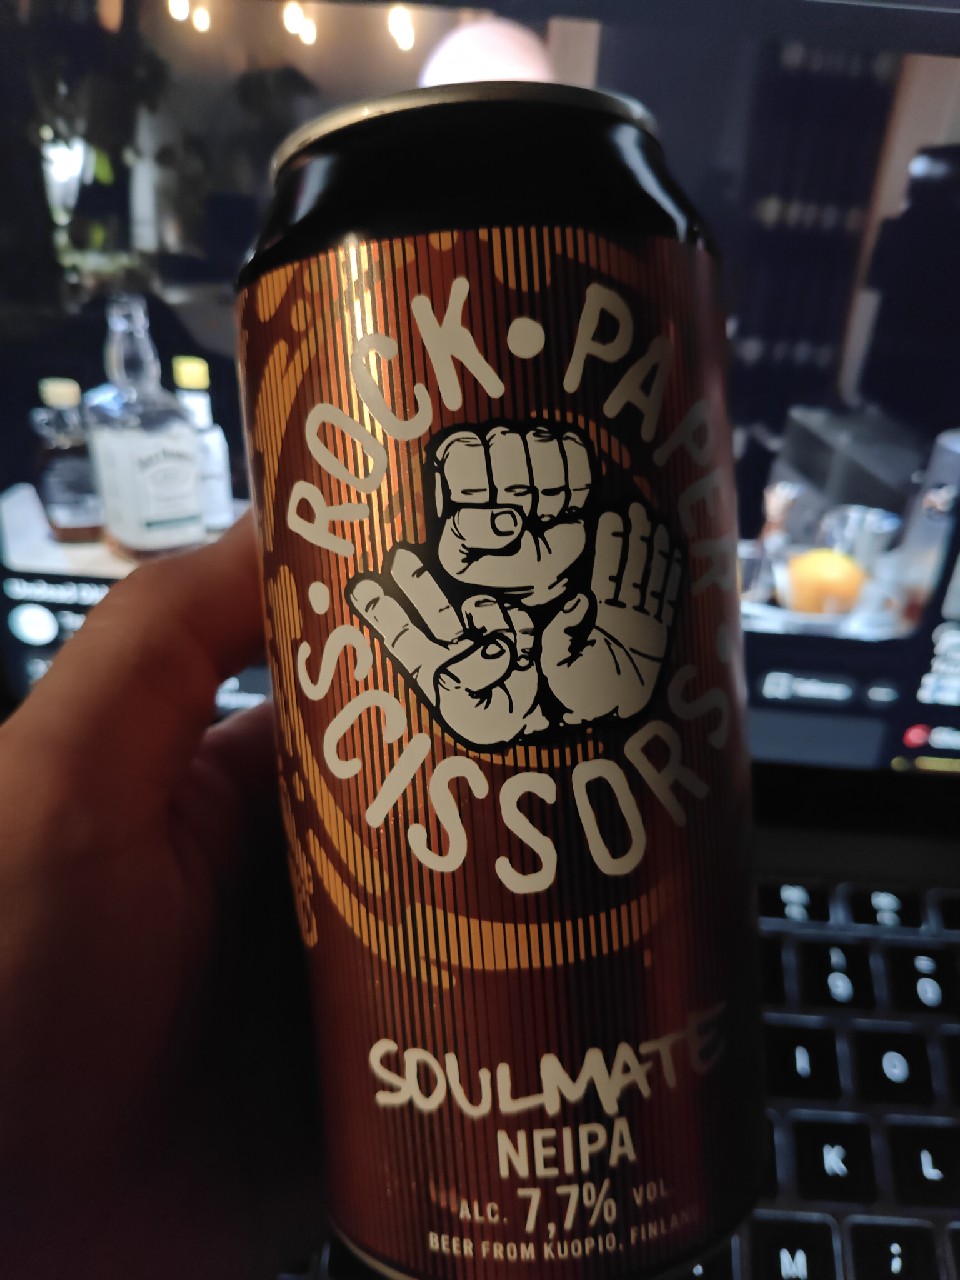 ROCK • PAPER • SCISSORS •
SOULMATE
NEIPA
ALC. 7,7% VOL.
BEER FROM KUOPIO, FINLAND
I O
K L
M ;